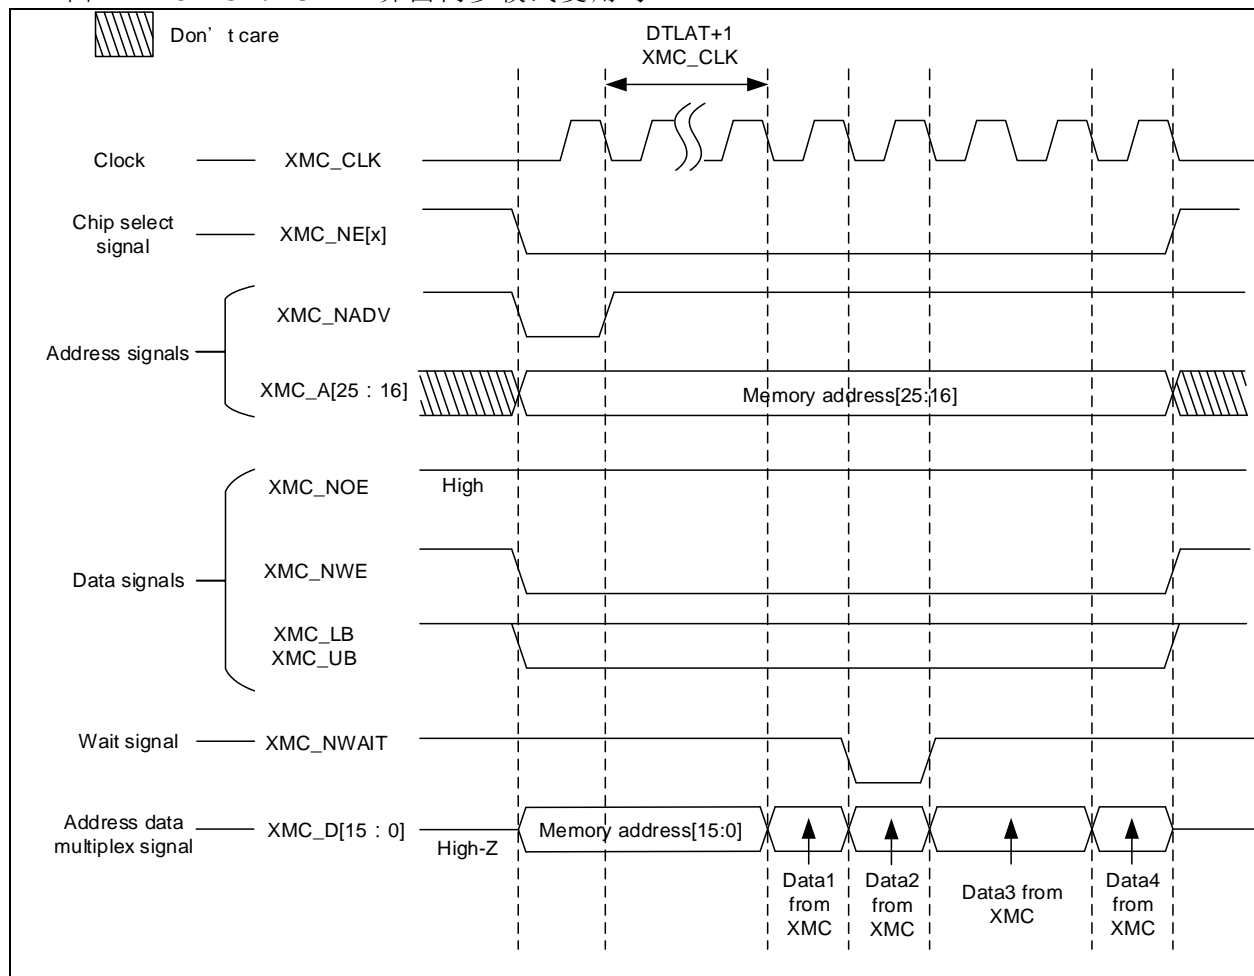 Don't care
DTLAT+1
XMC_CLK
Clock
XMC_CLK
Chip select
signal
XMC_NE[x]
Address signals
XMC_NADV
XMC_A[25:16]
Memory address[25:16]
Data signals
XMC_NOE
High
XMC_NWE
XMC_LB
XMC_UB
Wait signal
XMC_NWAIT
Address data
multiplex signal
XMC_D[15:0]
High-Z
Memory address[15:0]
Data1
from
XMC
Data2
from
XMC
Data3 from
XMC
Data4
from
XMC